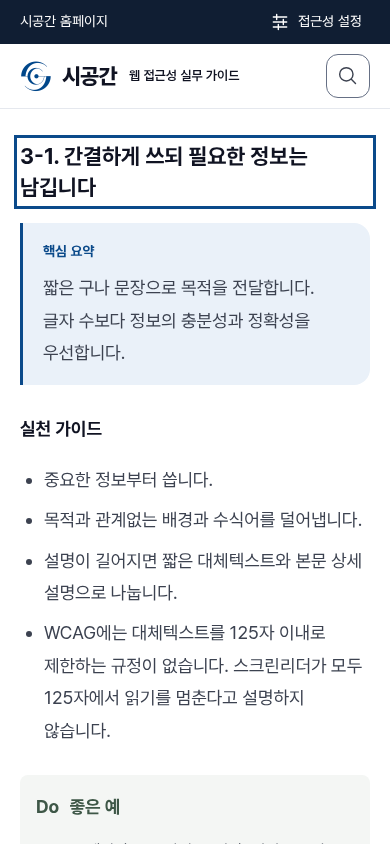 시공간 홈페이지
접근성 설정
시공간 웹 접근성 실무 가이드
3-1. 간결하게 쓰되 필요한 정보는
남깁니다
핵심 요약
짧은 구나 문장으로 목적을 전달합니다.
글자 수보다 정보의 충분성과 정확성을
우선합니다.
실천 가이드
중요한 정보부터 씁니다.
목적과 관계없는 배경과 수식어를 덜어냅니다.
설명이 길어지면 짧은 대체텍스트와 본문 상세
설명으로 나눕니다.
WCAG에는 대체텍스트를 125자 이내로
제한하는 규정이 없습니다. 스크린리더가 모두
125자에서 읽기를 멈춘다고 설명하지
않습니다.
Do 좋은 예